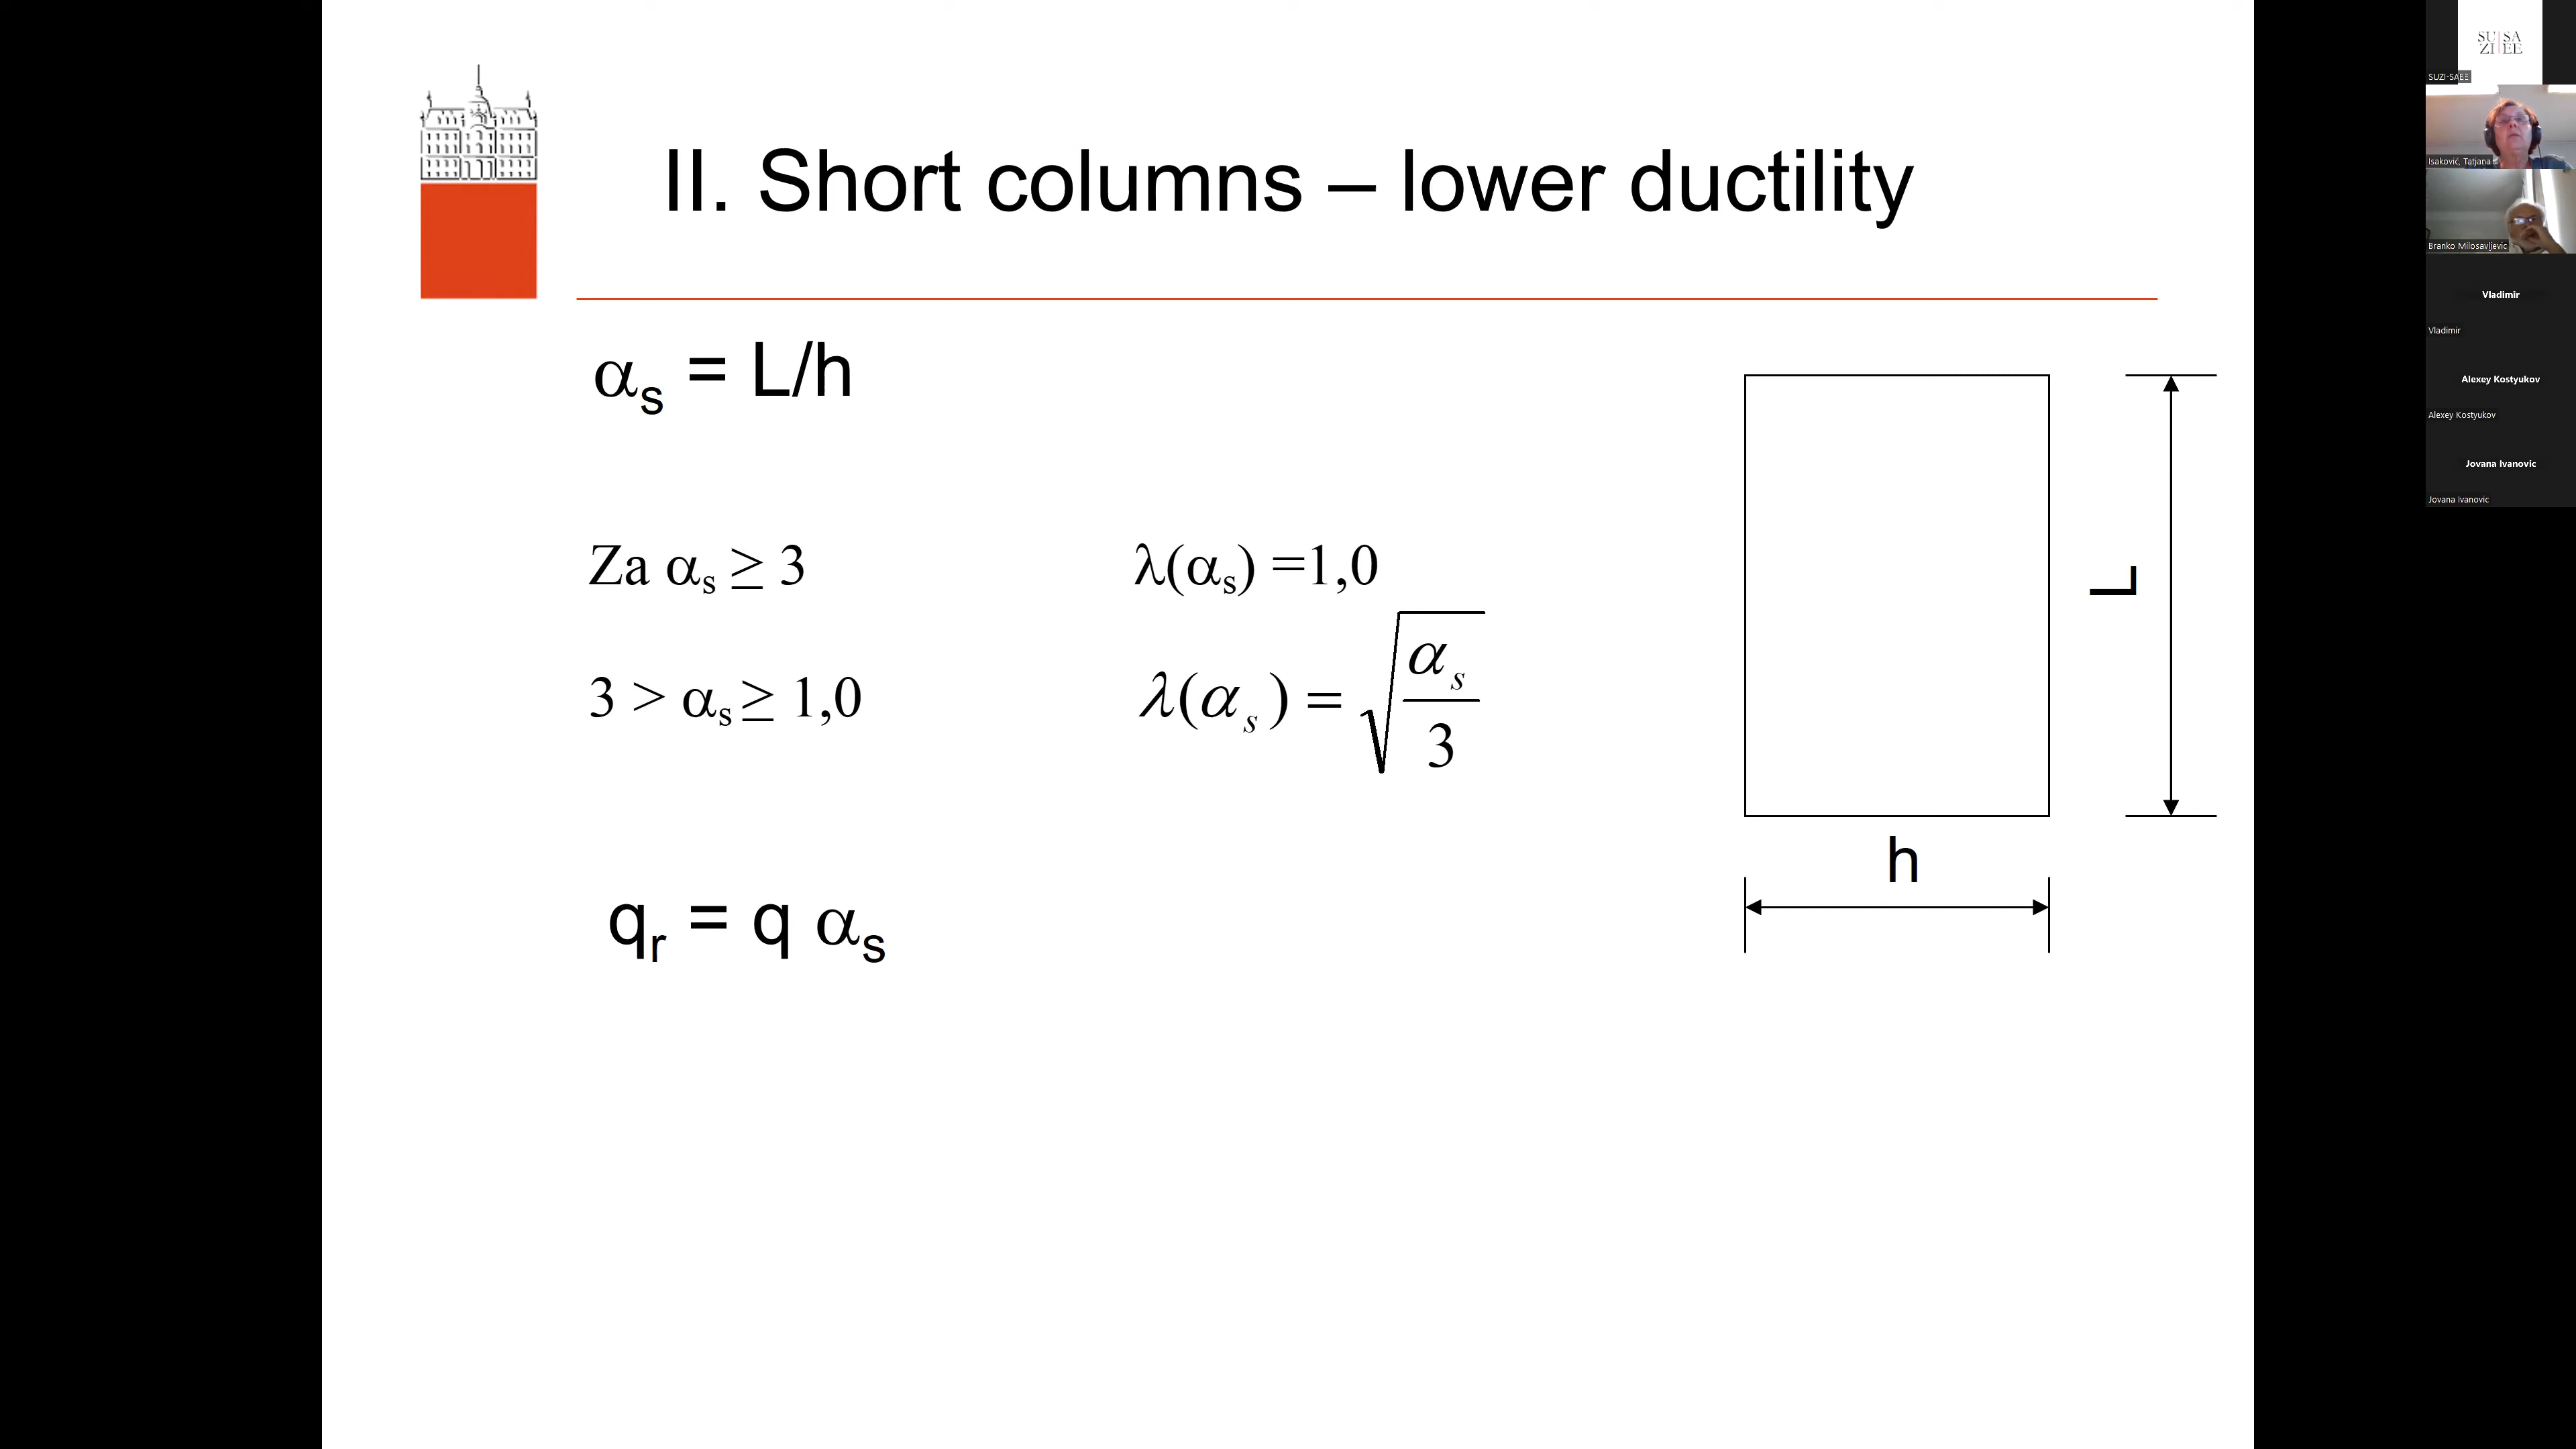 II. Short columns – lower ductility
αs = L/h
Za αs ≥ 3
λ(αs) =1,0
3 > αs ≥ 1,0
λ(αs) = √(αs/3)
qr = q αs
L
h
SU SA
ZI EE
SUZI-SAEE
Isaković, Tatjana
Branko Milosavljevic
Vladimir
Vladimir
Alexey Kostyukov
Alexey Kostyukov
Jovana Ivanovic
Jovana Ivanovic